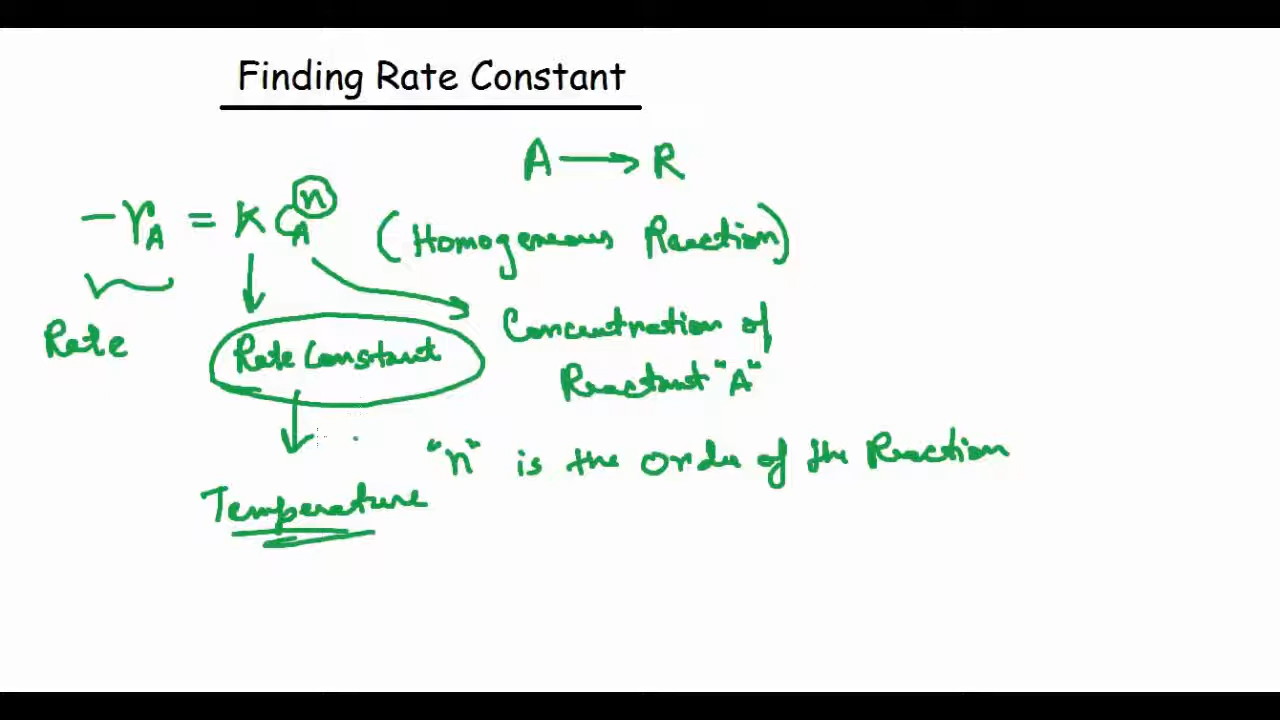 Finding Rate Constant
A → R
-rA = K CA^n
(Homogeneous Reaction)
Rate
Rate Constant
Concentration of
Reactant "A"
"n" is the Order of the Reaction
Temperature